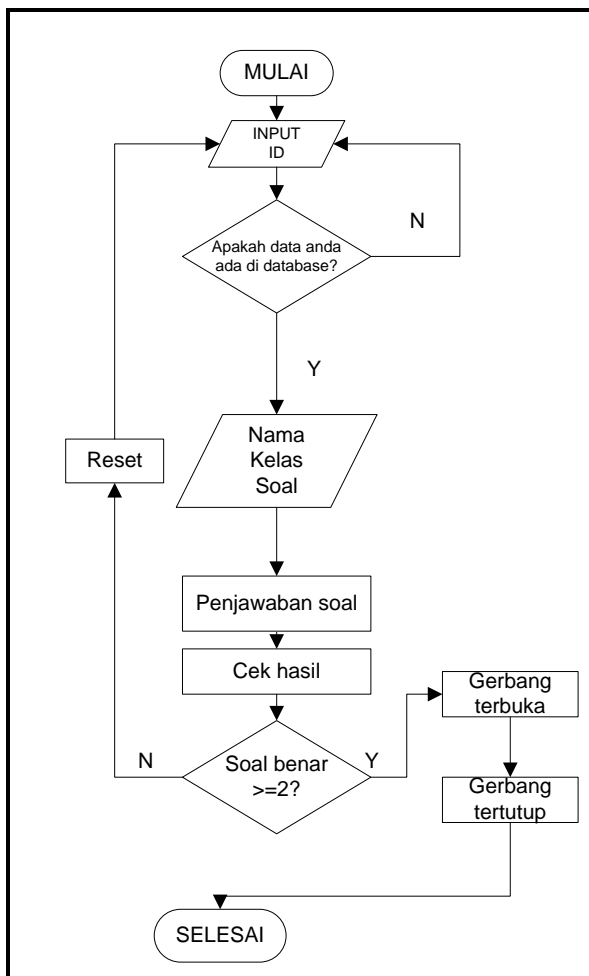 MULAI
INPUT
ID
Apakah data anda
ada di database?
N
Y
Nama
Kelas
Soal
Reset
Penjawaban soal
Cek hasil
Soal benar
>=2?
N
Y
Gerbang
terbuka
Gerbang
tertutup
SELESAI